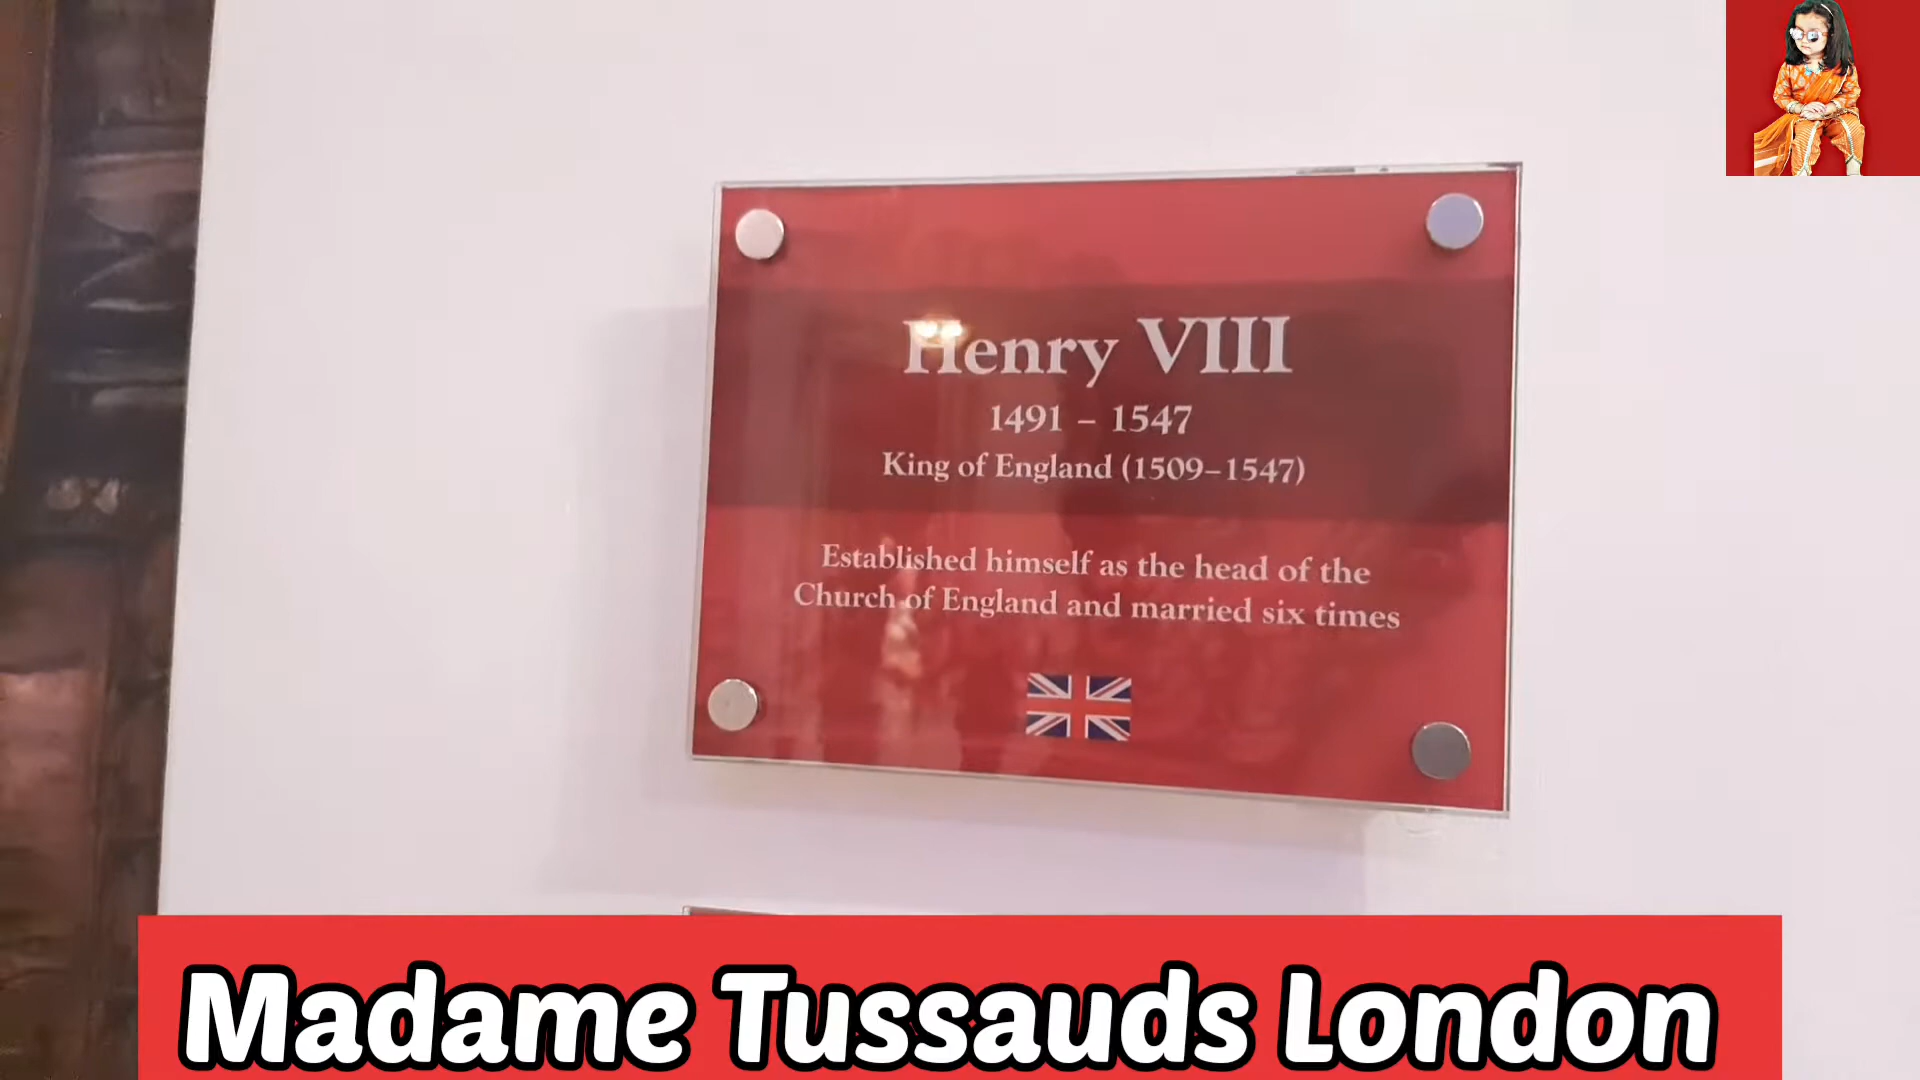 Henry VIII
1491 – 1547
King of England (1509–1547)
Established himself as the head of the
Church of England and married six times
Madame Tussauds London